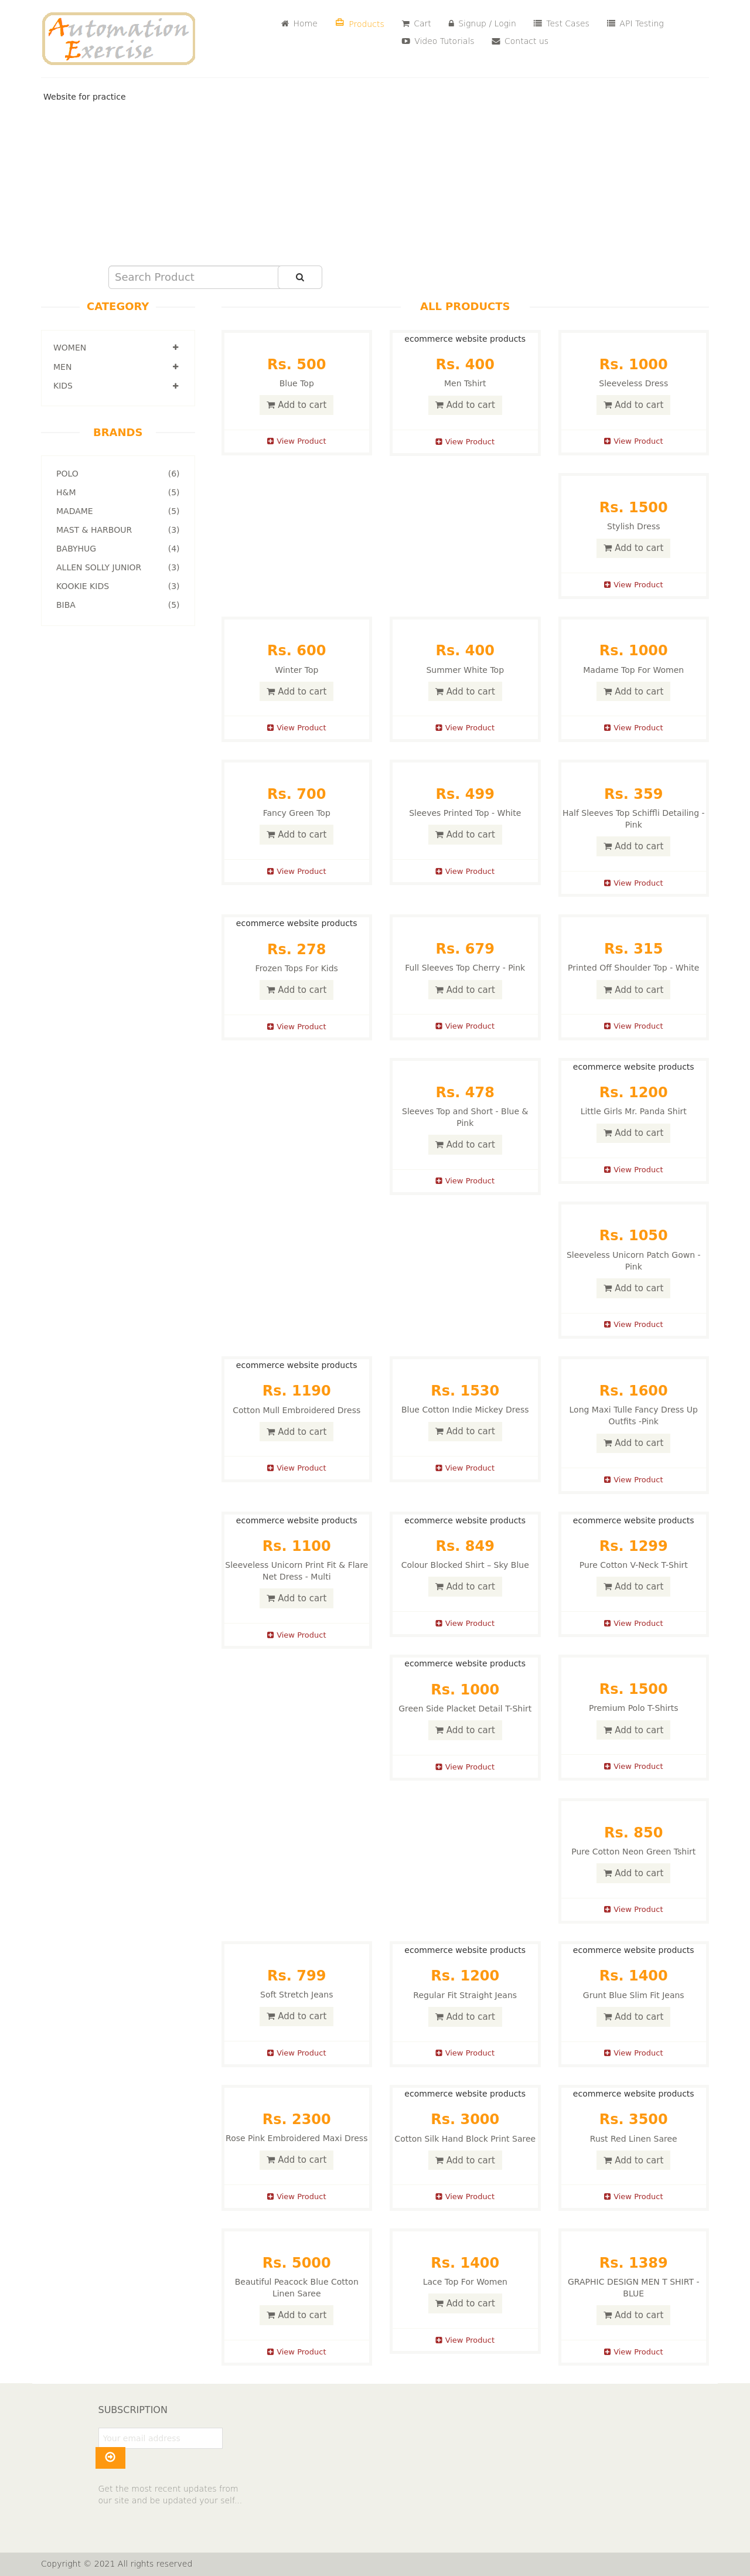 Automation
Exercise
Home
Products
Cart
Signup / Login
Test Cases
API Testing
Video Tutorials
Contact us
Website for practice
Search Product
CATEGORY
WOMEN
MEN
KIDS
BRANDS
POLO (6)
H&M (5)
MADAME (5)
MAST & HARBOUR (3)
BABYHUG (4)
ALLEN SOLLY JUNIOR (3)
KOOKIE KIDS (3)
BIBA (5)
ALL PRODUCTS
Rs. 500
Blue Top
Add to cart
View Product
ecommerce website products
Rs. 400
Men Tshirt
Add to cart
View Product
Rs. 1000
Sleeveless Dress
Add to cart
View Product
Rs. 1500
Stylish Dress
Add to cart
View Product
Rs. 600
Winter Top
Add to cart
View Product
Rs. 400
Summer White Top
Add to cart
View Product
Rs. 1000
Madame Top For Women
Add to cart
View Product
Rs. 700
Fancy Green Top
Add to cart
View Product
Rs. 499
Sleeves Printed Top - White
Add to cart
View Product
Rs. 359
Half Sleeves Top Schiffli Detailing -
Pink
Add to cart
View Product
ecommerce website products
Rs. 278
Frozen Tops For Kids
Add to cart
View Product
Rs. 679
Full Sleeves Top Cherry - Pink
Add to cart
View Product
Rs. 315
Printed Off Shoulder Top - White
Add to cart
View Product
Rs. 478
Sleeves Top and Short - Blue &
Pink
Add to cart
View Product
ecommerce website products
Rs. 1200
Little Girls Mr. Panda Shirt
Add to cart
View Product
Rs. 1050
Sleeveless Unicorn Patch Gown -
Pink
Add to cart
View Product
ecommerce website products
Rs. 1190
Cotton Mull Embroidered Dress
Add to cart
View Product
Rs. 1530
Blue Cotton Indie Mickey Dress
Add to cart
View Product
Rs. 1600
Long Maxi Tulle Fancy Dress Up
Outfits -Pink
Add to cart
View Product
ecommerce website products
Rs. 1100
Sleeveless Unicorn Print Fit & Flare
Net Dress - Multi
Add to cart
View Product
ecommerce website products
Rs. 849
Colour Blocked Shirt – Sky Blue
Add to cart
View Product
ecommerce website products
Rs. 1299
Pure Cotton V-Neck T-Shirt
Add to cart
View Product
ecommerce website products
Rs. 1000
Green Side Placket Detail T-Shirt
Add to cart
View Product
Rs. 1500
Premium Polo T-Shirts
Add to cart
View Product
Rs. 850
Pure Cotton Neon Green Tshirt
Add to cart
View Product
Rs. 799
Soft Stretch Jeans
Add to cart
View Product
ecommerce website products
Rs. 1200
Regular Fit Straight Jeans
Add to cart
View Product
ecommerce website products
Rs. 1400
Grunt Blue Slim Fit Jeans
Add to cart
View Product
Rs. 2300
Rose Pink Embroidered Maxi Dress
Add to cart
View Product
ecommerce website products
Rs. 3000
Cotton Silk Hand Block Print Saree
Add to cart
View Product
ecommerce website products
Rs. 3500
Rust Red Linen Saree
Add to cart
View Product
Rs. 5000
Beautiful Peacock Blue Cotton
Linen Saree
Add to cart
View Product
Rs. 1400
Lace Top For Women
Add to cart
View Product
Rs. 1389
GRAPHIC DESIGN MEN T SHIRT -
BLUE
Add to cart
View Product
SUBSCRIPTION
Your email address
Get the most recent updates from
our site and be updated your self...
Copyright © 2021 All rights reserved